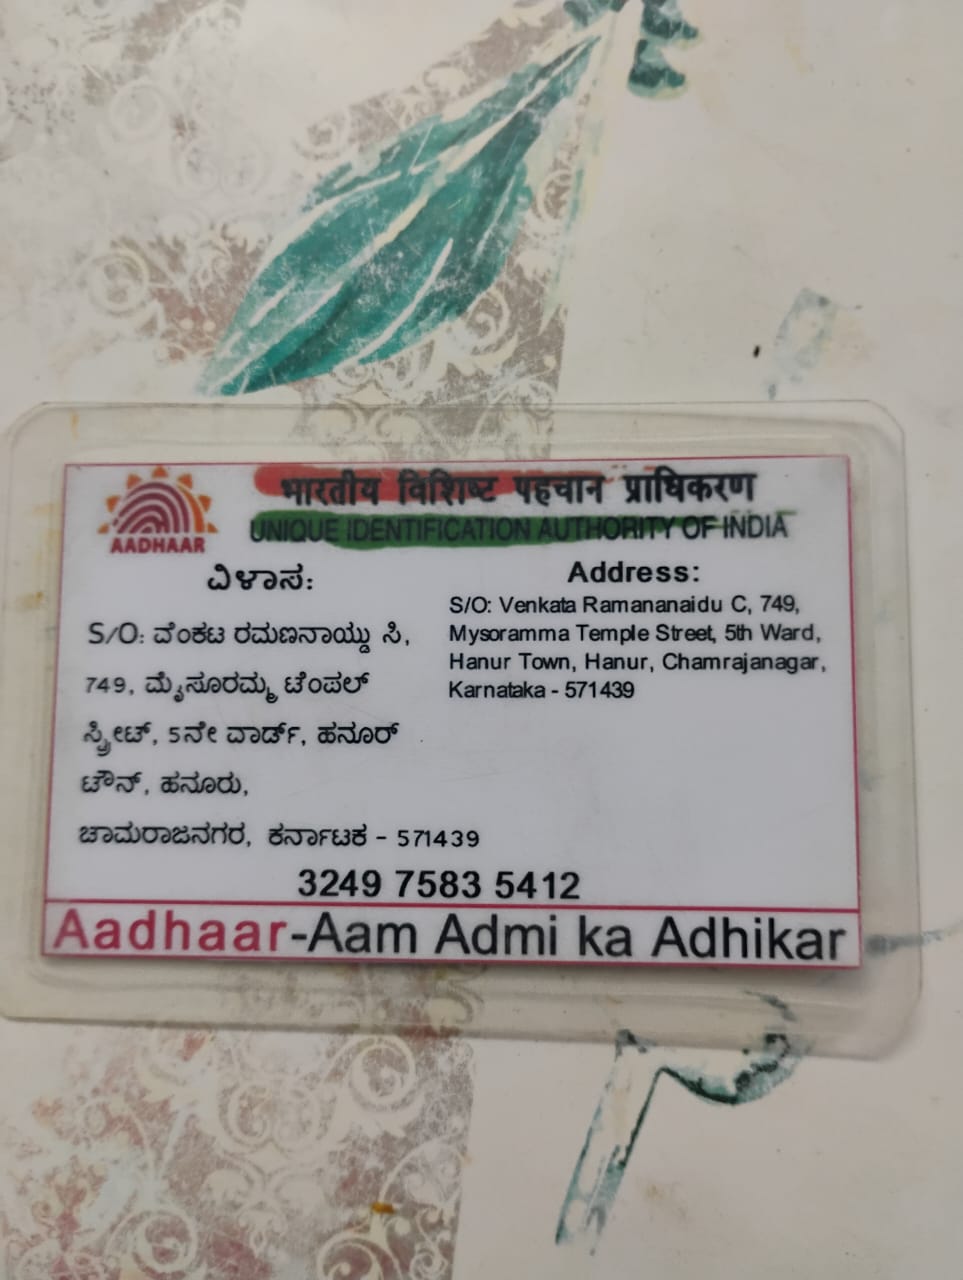 भारतीय विशिष्ट पहचान प्राधिकरण
UNIQUE IDENTIFICATION AUTHORITY OF INDIA
AADHAAR
ವಿಳಾಸ:
S/O: ವೆಂಕಟ ರಮಣನಾಯ್ಡು ಸಿ,
749, ಮೈಸೂರಮ್ಮ ಟೆಂಪಲ್
ಸ್ಟ್ರೀಟ್, 5ನೇ ವಾರ್ಡ್, ಹನೂರ್
ಟೌನ್, ಹನೂರು,
ಚಾಮರಾಜನಗರ, ಕರ್ನಾಟಕ - 571439
Address:
S/O: Venkata Ramananaidu C, 749,
Mysoramma Temple Street, 5th Ward,
Hanur Town, Hanur, Chamrajanagar,
Karnataka - 571439
3249 7583 5412
Aadhaar-Aam Admi ka Adhikar